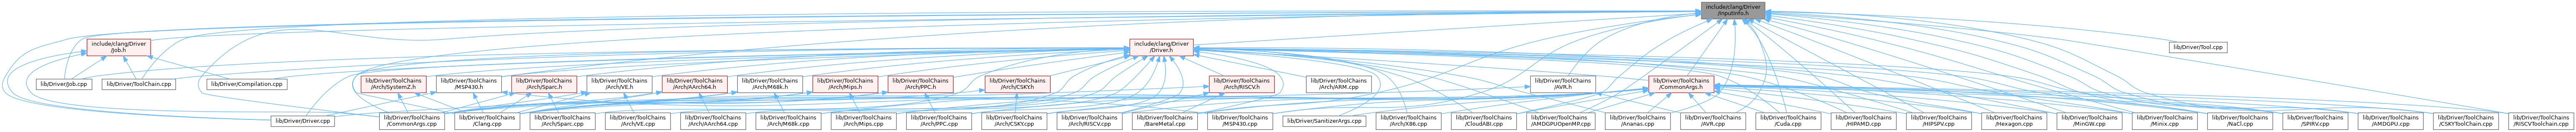 include/clang/Driver
/InputInfo.h
include/clang/Driver
/Job.h
include/clang/Driver
/Driver.h
lib/Driver/Tool.cpp
lib/Driver/Job.cpp
lib/Driver/ToolChain.cpp
lib/Driver/Compilation.cpp
lib/Driver/ToolChains
/Arch/SystemZ.h
lib/Driver/ToolChains
/MSP430.h
lib/Driver/ToolChains
/Arch/Sparc.h
lib/Driver/ToolChains
/Arch/VE.h
lib/Driver/ToolChains
/Arch/AArch64.h
lib/Driver/ToolChains
/Arch/M68k.h
lib/Driver/ToolChains
/Arch/Mips.h
lib/Driver/ToolChains
/Arch/PPC.h
lib/Driver/ToolChains
/Arch/CSKY.h
lib/Driver/ToolChains
/Arch/RISCV.h
lib/Driver/ToolChains
/Arch/ARM.cpp
lib/Driver/ToolChains
/AVR.h
lib/Driver/ToolChains
/CommonArgs.h
lib/Driver/Driver.cpp
lib/Driver/ToolChains
/CommonArgs.cpp
lib/Driver/ToolChains
/Clang.cpp
lib/Driver/ToolChains
/Arch/Sparc.cpp
lib/Driver/ToolChains
/Arch/VE.cpp
lib/Driver/ToolChains
/Arch/AArch64.cpp
lib/Driver/ToolChains
/Arch/M68k.cpp
lib/Driver/ToolChains
/Arch/Mips.cpp
lib/Driver/ToolChains
/Arch/PPC.cpp
lib/Driver/ToolChains
/Arch/CSKY.cpp
lib/Driver/ToolChains
/Arch/RISCV.cpp
lib/Driver/ToolChains
/BareMetal.cpp
lib/Driver/ToolChains
/MSP430.cpp
lib/Driver/SanitizerArgs.cpp
lib/Driver/ToolChains
/Arch/X86.cpp
lib/Driver/ToolChains
/CloudABI.cpp
lib/Driver/ToolChains
/AMDGPUOpenMP.cpp
lib/Driver/ToolChains
/Ananas.cpp
lib/Driver/ToolChains
/AVR.cpp
lib/Driver/ToolChains
/Cuda.cpp
lib/Driver/ToolChains
/HIPAMD.cpp
lib/Driver/ToolChains
/HIPSPV.cpp
lib/Driver/ToolChains
/Hexagon.cpp
lib/Driver/ToolChains
/MinGW.cpp
lib/Driver/ToolChains
/Minix.cpp
lib/Driver/ToolChains
/NaCl.cpp
lib/Driver/ToolChains
/SPIRV.cpp
lib/Driver/ToolChains
/AMDGPU.cpp
lib/Driver/ToolChains
/CSKYToolChain.cpp
lib/Driver/ToolChains
/RISCVToolchain.cpp